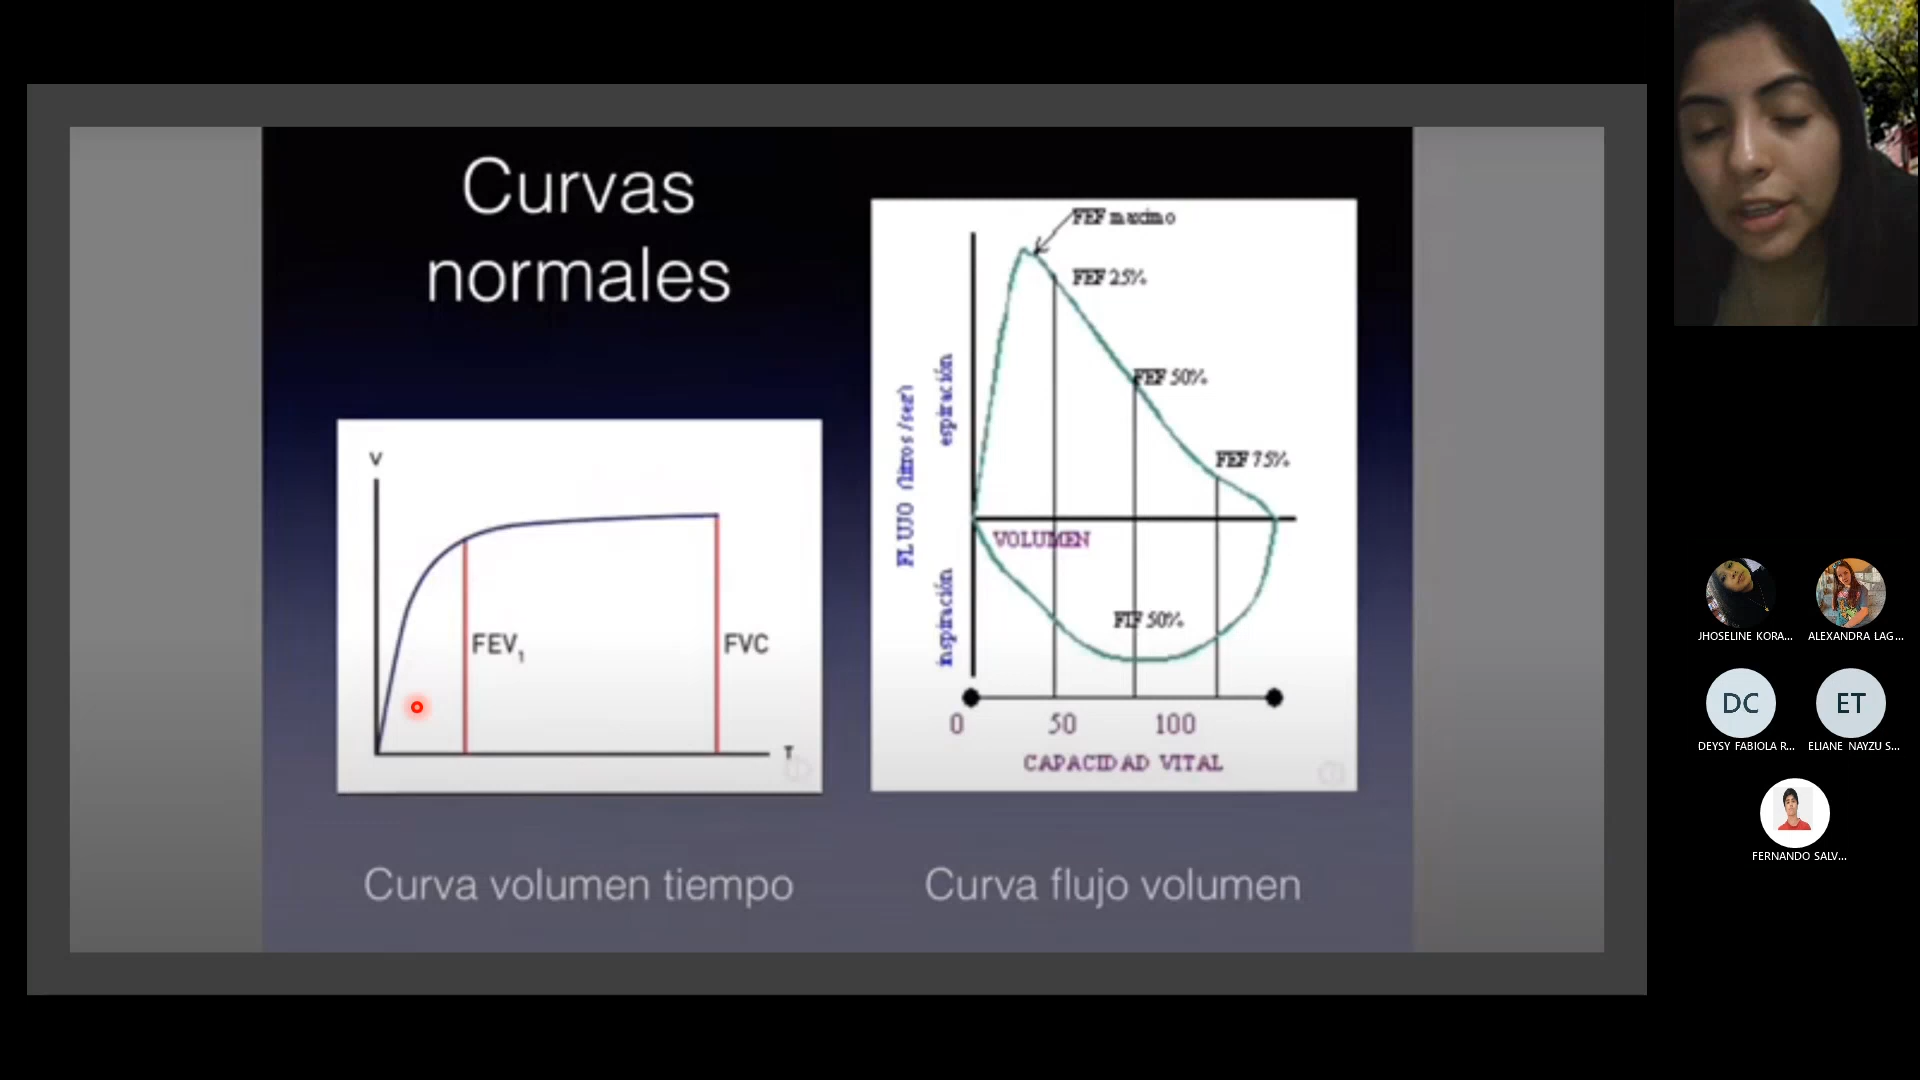 Curvas
normales
V
FEV1
FVC
T
Curva volumen tiempo
FEF maximo
FEF 25%
FEF 50%
FEF 75%
FLUJO (litros/seg)
espiración
inspiración
VOLUMEN
FIF 50%
0 50 100
CAPACIDAD VITAL
Curva flujo volumen
JHOSELINE KORA...
ALEXANDRA LAG...
DC
ET
DEYSY FABIOLA R...
ELIANE NAYZU S...
FERNANDO SALV...